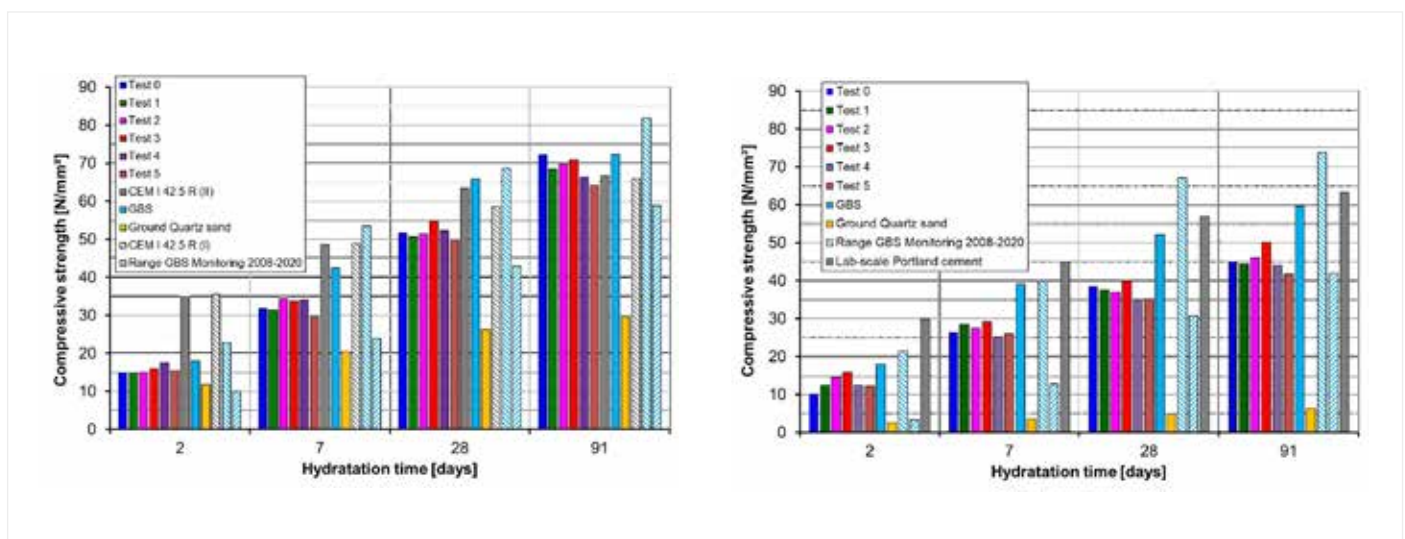 90
80
70
60
50
40
30
20
10
0
Compressive strength [N/mm²]
Test 0
Test 1
Test 2
Test 3
Test 4
Test 5
CEM I 42.5 R (II)
GBS
Ground Quartz sand
CEM I 42.5 R (I)
Range GBS Monitoring 2008-2020
2 7 28 91
Hydratation time [days]
90
80
70
60
50
40
30
20
10
0
Compressive strength [N/mm²]
Test 0
Test 1
Test 2
Test 3
Test 4
Test 5
GBS
Ground Quartz sand
Range GBS Monitoring 2008-2020
Lab-scale Portland cement
2 7 28 91
Hydratation time [days]